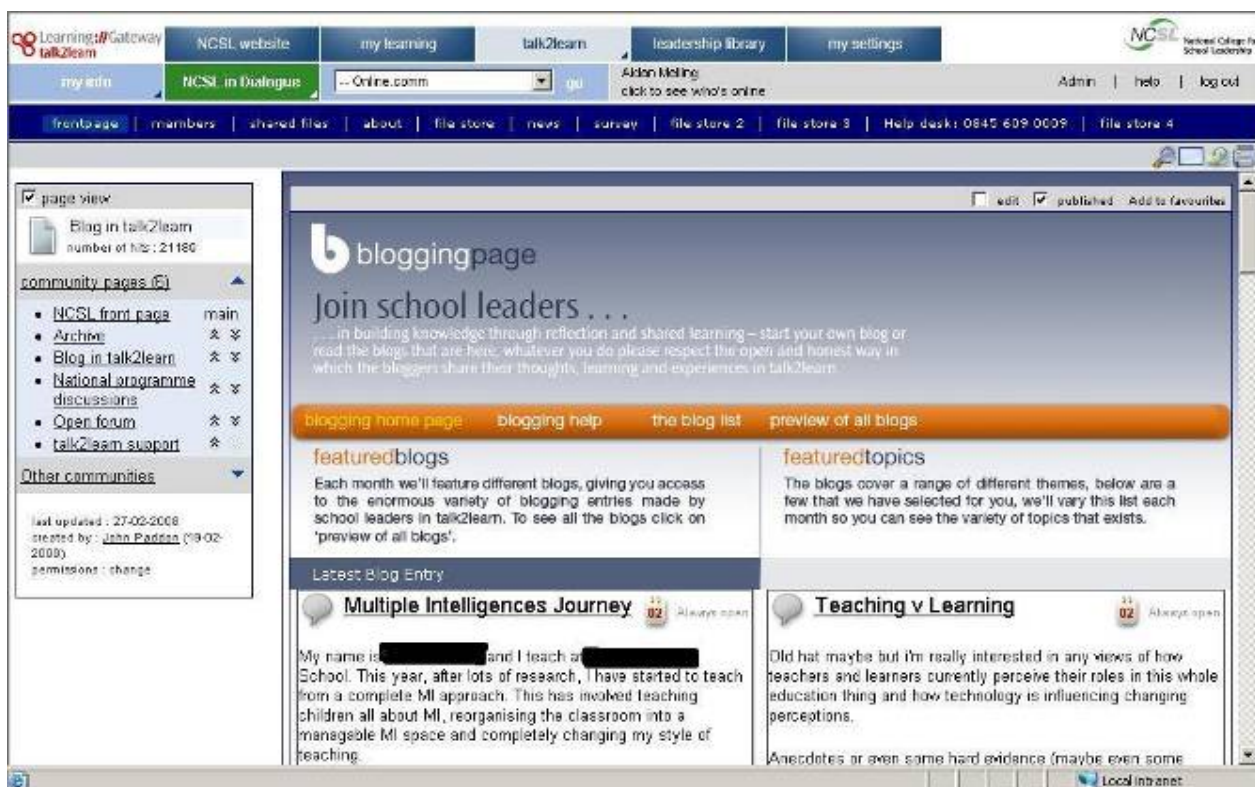 Learning://Gateway
talk2learn
NCSL website
my learning
talk2learn
leadership library
my settings
NCSL
National College For
School Leadership
my info
NCSL in Dialogue
-- Online.comm
go
Aidan Melling
click to see who's online
Admin | help | log out
frontpage | members | shared files | about | file store | news | survey | file store 2 | file store 3 | Help desk: 0845 609 0009 | file store 4
page view
Blog in talk2learn
number of hits : 21180
community pages (6)
NCSL front page main
Archive
Blog in talk2learn
National programme
discussions
Open forum
talk2learn support
Other communities
last updated : 27-02-2008
created by : John Paddon (19-02-
2008)
permissions : change
edit published Add to favourites
b bloggingpage
Join school leaders . . .
. . . in building knowledge through reflection and shared learning – start your own blog or
read the blogs that are here, whatever you do please respect the open and honest way in
which the bloggers share their thoughts, learning and experiences in talk2learn
blogging home page blogging help the blog list preview of all blogs
featuredblogs
Each month we'll feature different blogs, giving you access
to the enormous variety of blogging entries made by
school leaders in talk2learn. To see all the blogs click on
'preview of all blogs'.
featuredtopics
The blogs cover a range of different themes, below are a
few that we have selected for you, we'll vary this list each
month so you can see the variety of topics that exists.
Latest Blog Entry
Multiple Intelligences Journey
02 Always open
My name is and I teach at
School. This year, after lots of research, I have started to teach
from a complete MI approach. This has involved teaching
children all about MI, reorganising the classroom into a
managable MI space and completely changing my style of
teaching.
Teaching v Learning
02 Always open
Old hat maybe but i'm really interested in any views of how
teachers and learners currently perceive their roles in this whole
education thing and how technology is influencing changing
perceptions.
Anecdotes or even some hard evidence (maybe even some
Local intranet